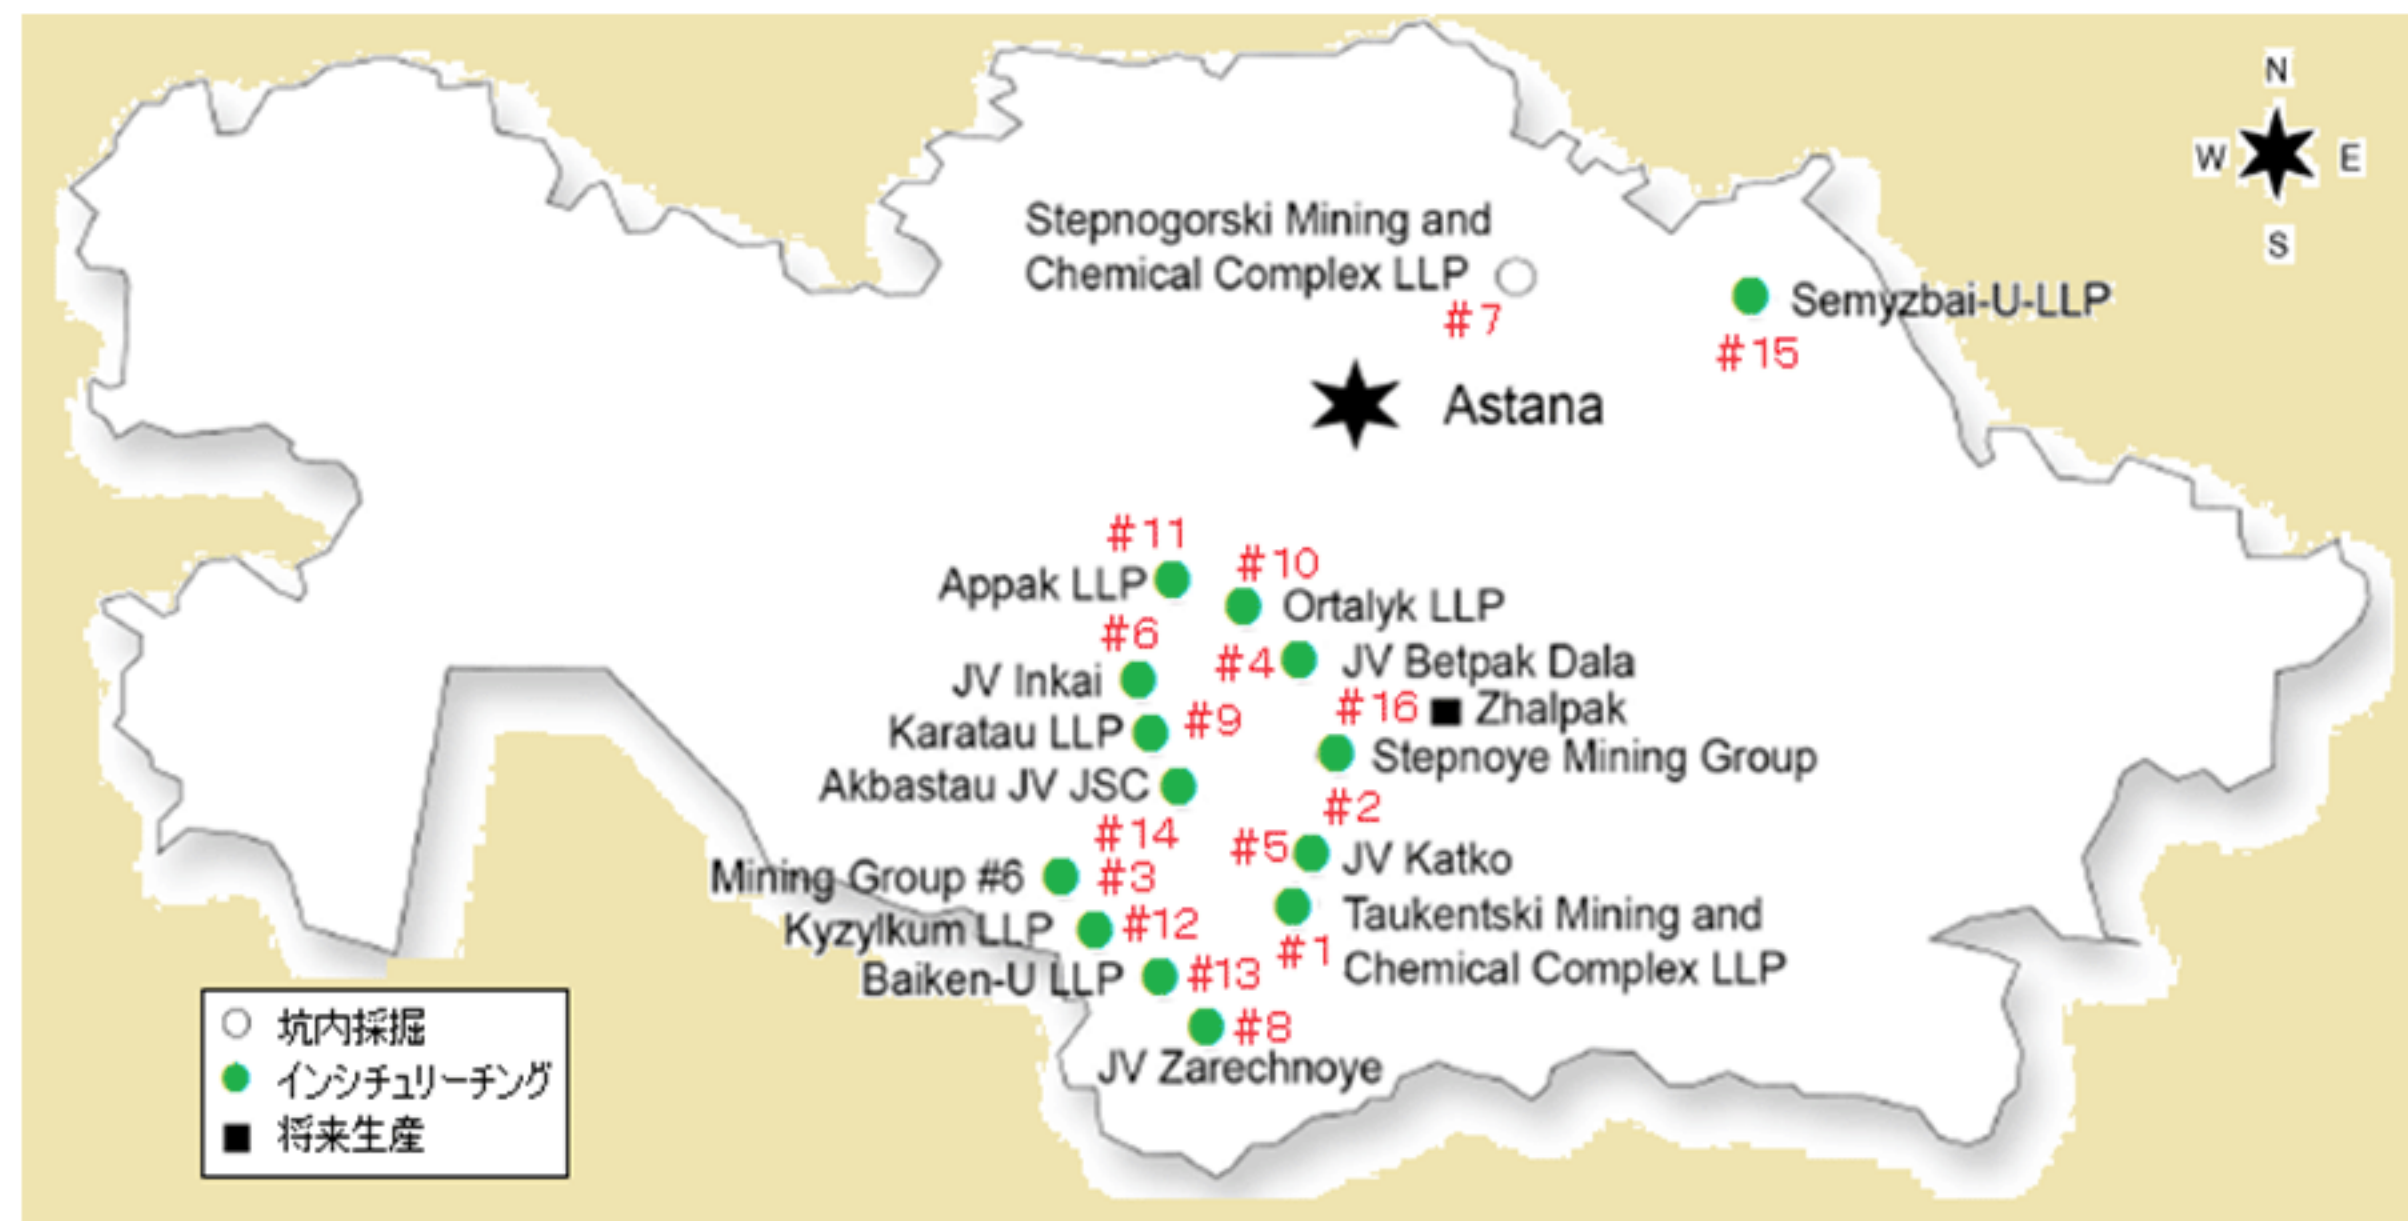 N
W
E
S
Stepnogorski Mining and
Chemical Complex LLP
#7
Semyzbai-U-LLP
#15
Astana
#11
Appak LLP
#10
Ortalyk LLP
#6
JV Inkai
#4
JV Betpak Dala
#16
Zhalpak
Karatau LLP
#9
Stepnoye Mining Group
#2
Akbastau JV JSC
#14
#5
JV Katko
Mining Group #6
#3
Taukentski Mining and
Chemical Complex LLP
#1
Kyzylkum LLP
#12
Baiken-U LLP
#13
#8
JV Zarechnoye
坑内採掘
インシチュリーチング
将来生産